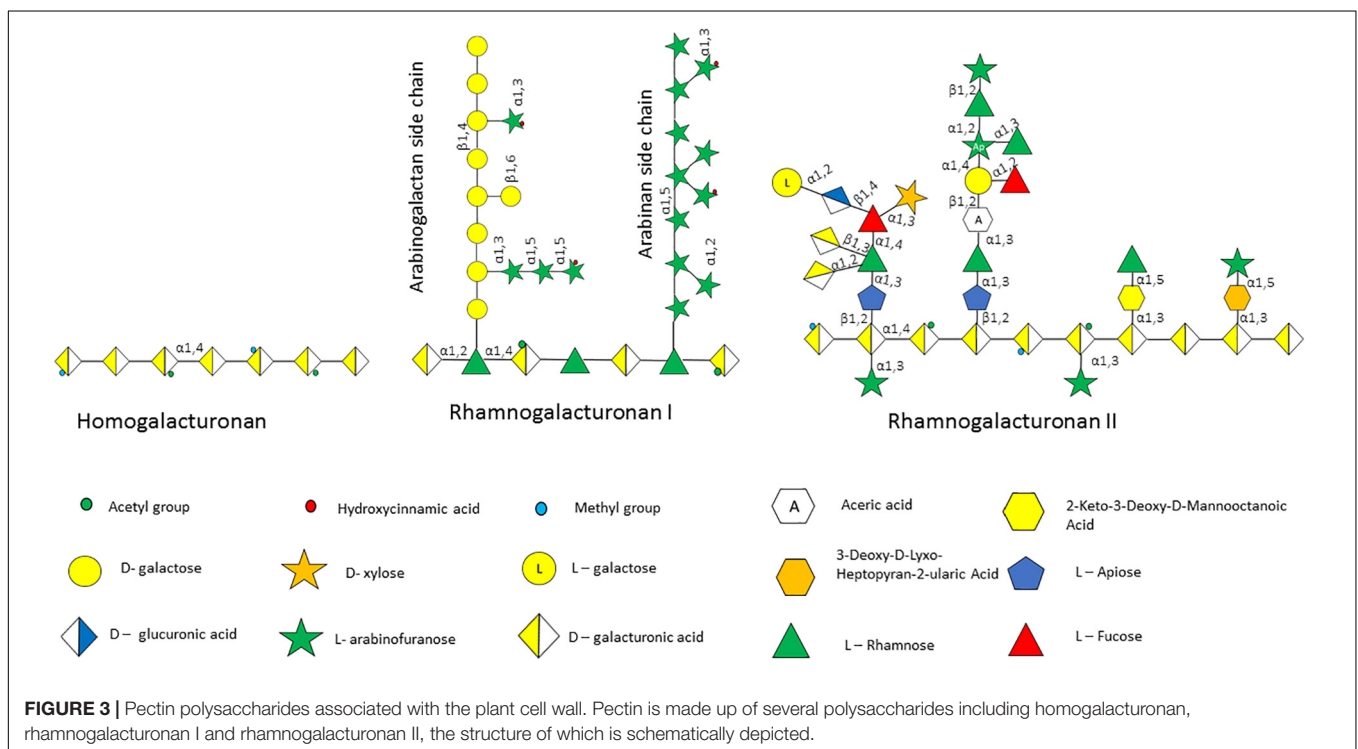 Arabinogalactan side chain
β1,4
α1,3
β1,6
α1,3
α1,5
α1,5
Arabinan side chain
α1,5
α1,3
α1,2
α1,4
Homogalacturonan
α1,2
α1,4
Rhamnogalacturonan I
L
α1,2
β1,4
α1,3
α1,4
β1,3
α1,2
α1,3
β1,2
β1,2
α1,2
α1,3
Ap
α1,4
α1,2
β1,2
A
α1,3
α1,3
β1,2
α1,5
α1,3
α1,5
α1,3
α1,4
α1,3
α1,3
Rhamnogalacturonan II
Acetyl group
Hydroxycinnamic acid
Methyl group
A
Aceric acid
2-Keto-3-Deoxy-D-Mannooctanoic
Acid
D- galactose
D- xylose
L
L – galactose
3-Deoxy-D-Lyxo-
Heptopyran-2-ularic Acid
L – Apiose
D – glucuronic acid
L- arabinofuranose
D – galacturonic acid
L – Rhamnose
L – Fucose
FIGURE 3 | Pectin polysaccharides associated with the plant cell wall. Pectin is made up of several polysaccharides including homogalacturonan,
rhamnogalacturonan I and rhamnogalacturonan II, the structure of which is schematically depicted.